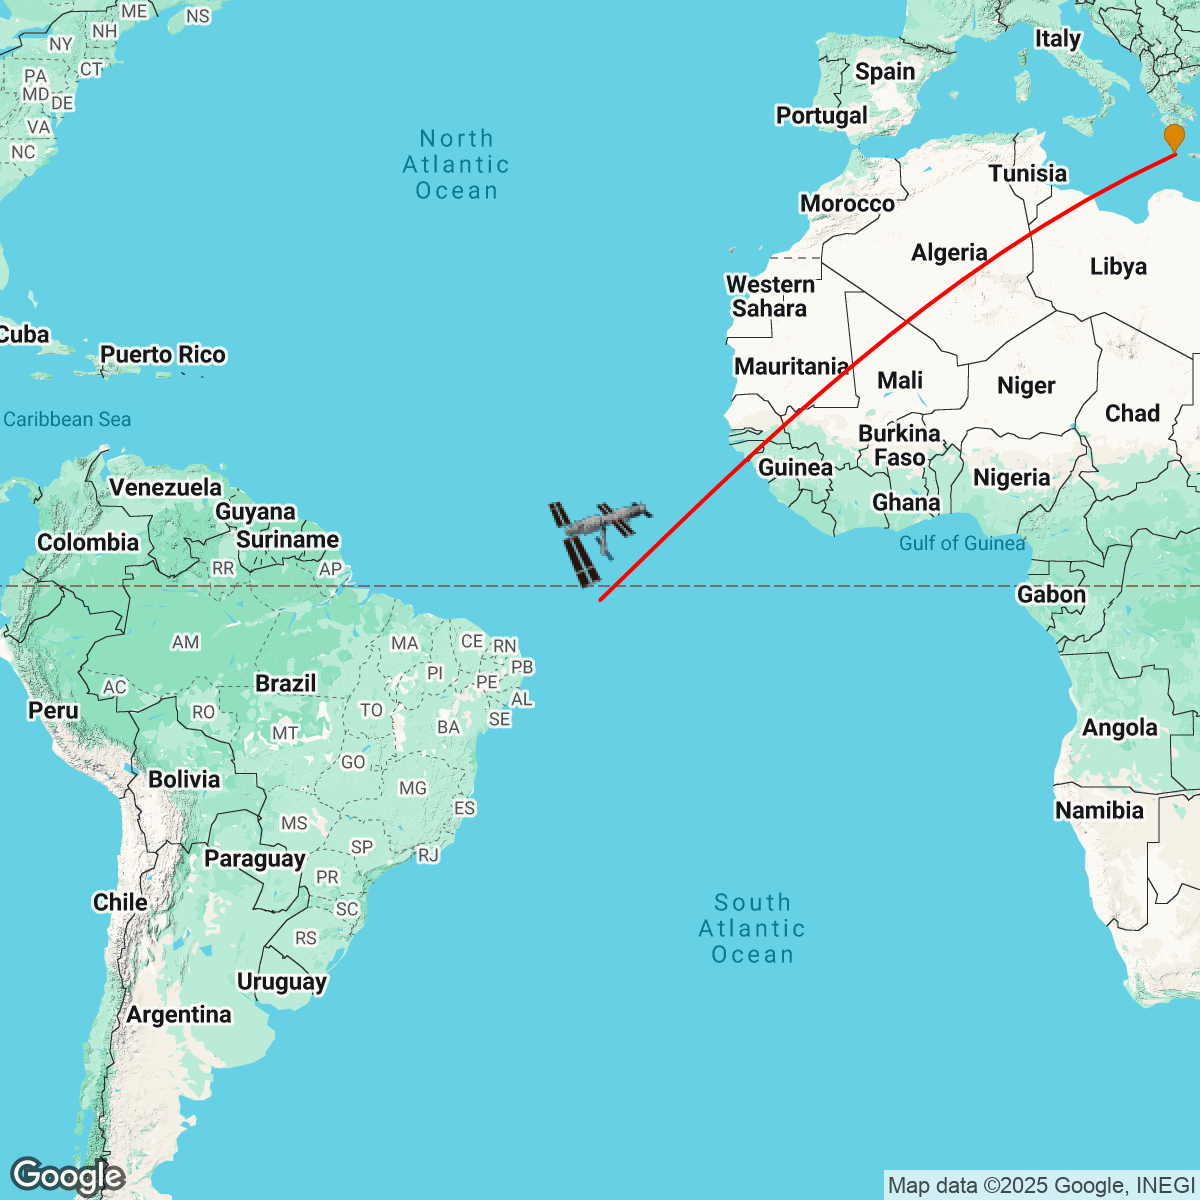 ME
NS
NH
NY
CT
PA
MD
DE
VA
NC
Italy
Spain
Portugal
North
Atlantic
Ocean
Tunisia
Morocco
Algeria
Libya
Western
Sahara
Cuba
Puerto Rico
Mauritania
Mali
Niger
Chad
Caribbean Sea
Burkina
Faso
Guinea
Nigeria
Ghana
Venezuela
Guyana
Suriname
Colombia
Gulf of Guinea
RR
AP
Gabon
AM
MA
CE
RN
PB
PI
PE
AL
AC
Brazil
TO
SE
Peru
RO
MT
BA
Angola
GO
Bolivia
MG
ES
Namibia
MS
SP
RJ
Paraguay
PR
Chile
SC
RS
South
Atlantic
Ocean
Uruguay
Argentina
Google
Map data ©2025 Google, INEGI